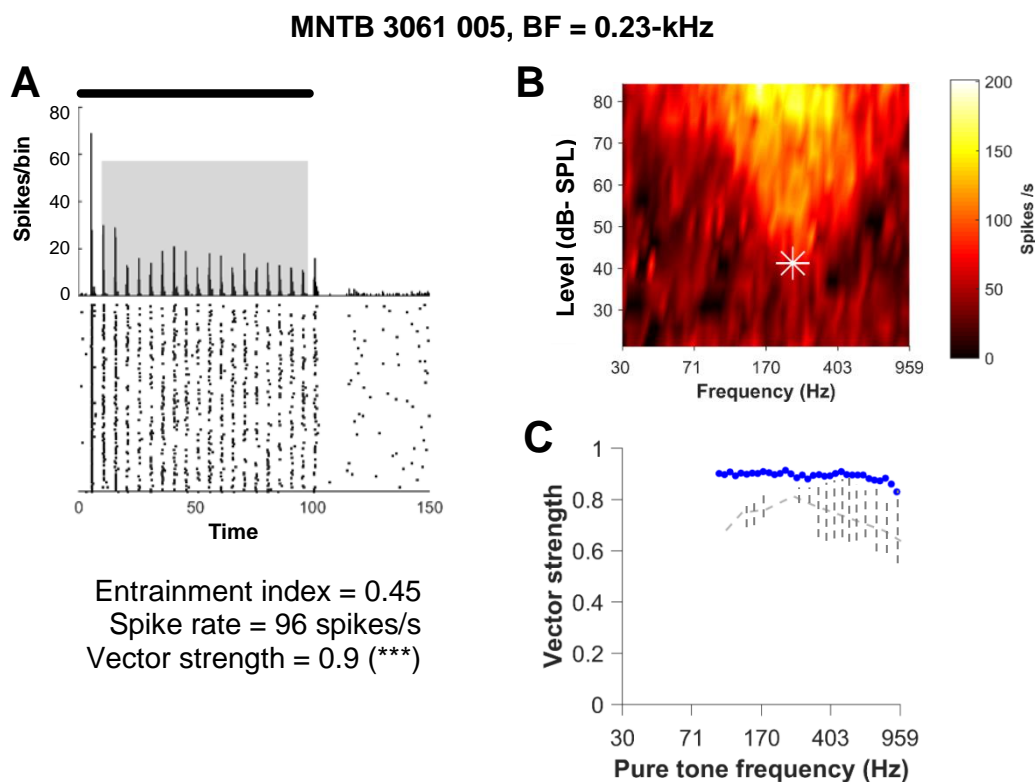 MNTB 3061 005, BF = 0.23-kHz
A
80
60
40
20
0
Spikes/bin
0
50
100
150
Time
Entrainment index = 0.45
Spike rate = 96 spikes/s
Vector strength = 0.9 (***)
B
80
70
60
50
40
30
Level (dB- SPL)
30
71
170
403
959
Frequency (Hz)
200
150
100
50
0
Spikes /s
C
1
0.8
0.6
0.4
0.2
0
Vector strength
30
71
170
403
959
Pure tone frequency (Hz)